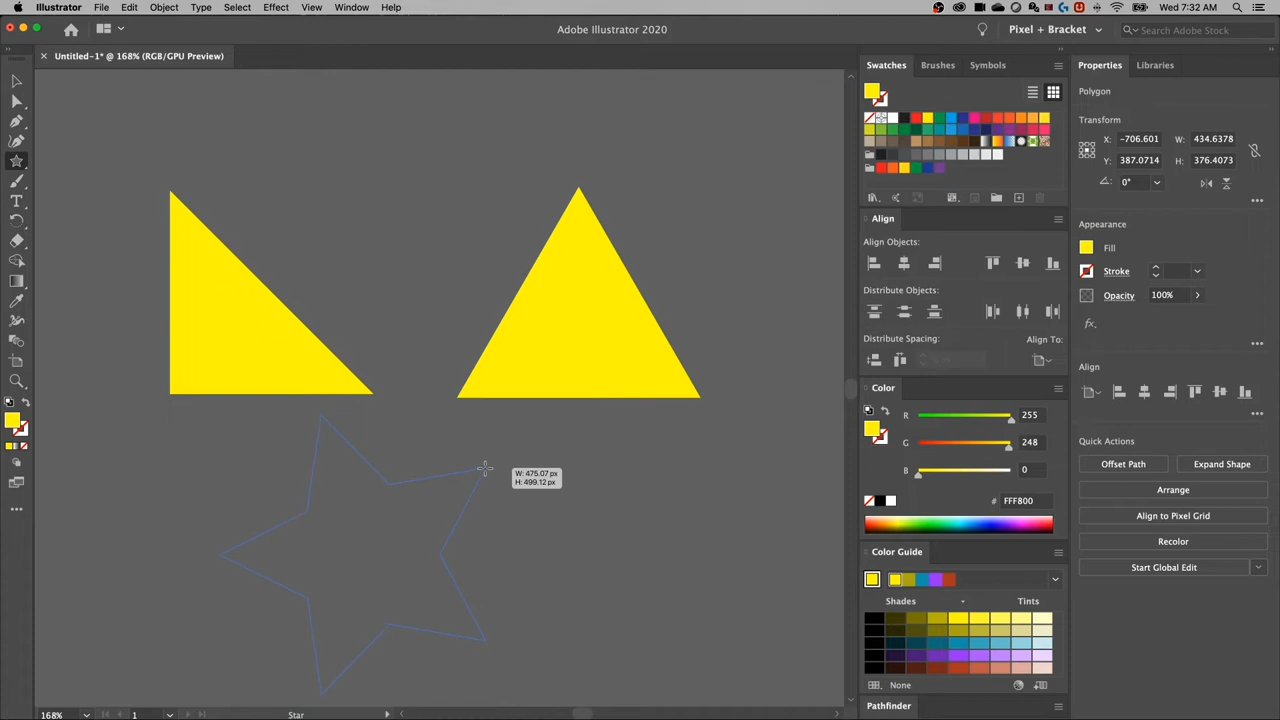 Illustrator File Edit Object Type Select Effect View Window Help Wed 7:32 AM
Adobe Illustrator 2020 Pixel + Bracket Search Adobe Stock
Untitled-1* @ 168% (RGB/GPU Preview)
Swatches Brushes Symbols
Properties Libraries
Polygon
Transform
X: -706.601 W: 434.6378
Y: 387.0714 H: 376.4073
0°
Align
Align Objects:
Distribute Objects:
Distribute Spacing: Align To:
Appearance
Fill
Stroke
Opacity 100%
fx.
Align
Color
R 255
G 248
B 0
# FFF800
Quick Actions
Offset Path Expand Shape
Arrange
Align to Pixel Grid
Recolor
Start Global Edit
W: 475.07 px
H: 499.12 px
Color Guide
Shades Tints
None
Pathfinder
168% 1 Star